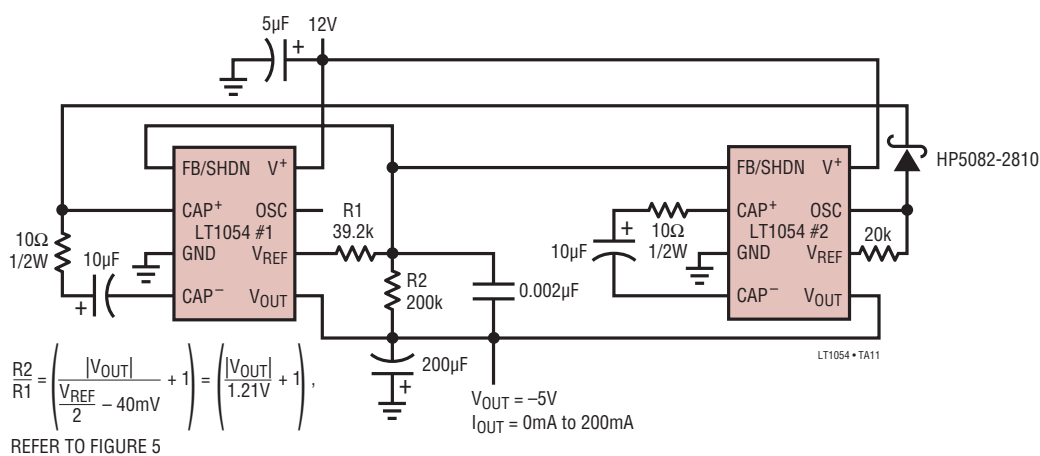 5µF 12V
+
FB/SHDN V+
CAP+ OSC
LT1054 #1
GND VREF
CAP− VOUT
10Ω
1/2W
10µF
+
R1
39.2k
R2
200k
0.002µF
200µF
+
FB/SHDN V+
CAP+ OSC
LT1054 #2
GND VREF
CAP− VOUT
10µF
+
10Ω
1/2W
20k
HP5082-2810
LT1054 • TA11
R2/R1 = (|VOUT|/(VREF/2 – 40mV) + 1) = (|VOUT|/1.21V + 1),
REFER TO FIGURE 5
VOUT = –5V
IOUT = 0mA to 200mA